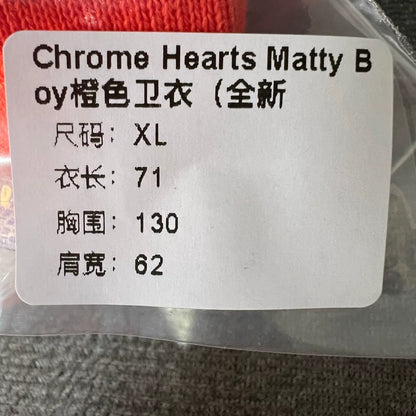 Chrome Hearts Matty B
oy橙色卫衣（全新
尺码：XL
衣长：71
胸围：130
肩宽：62